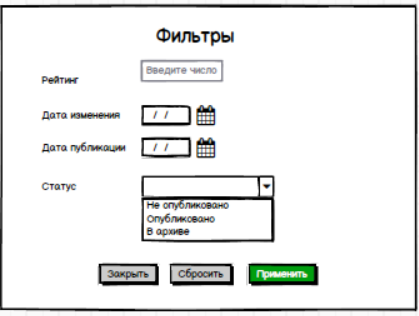 Фильтры
Рейтинг Введите число
Дата изменения / /
Дата публикации / /
Статус
Не опубликовано
Опубликовано
В архиве
Закрыть Сбросить Применить